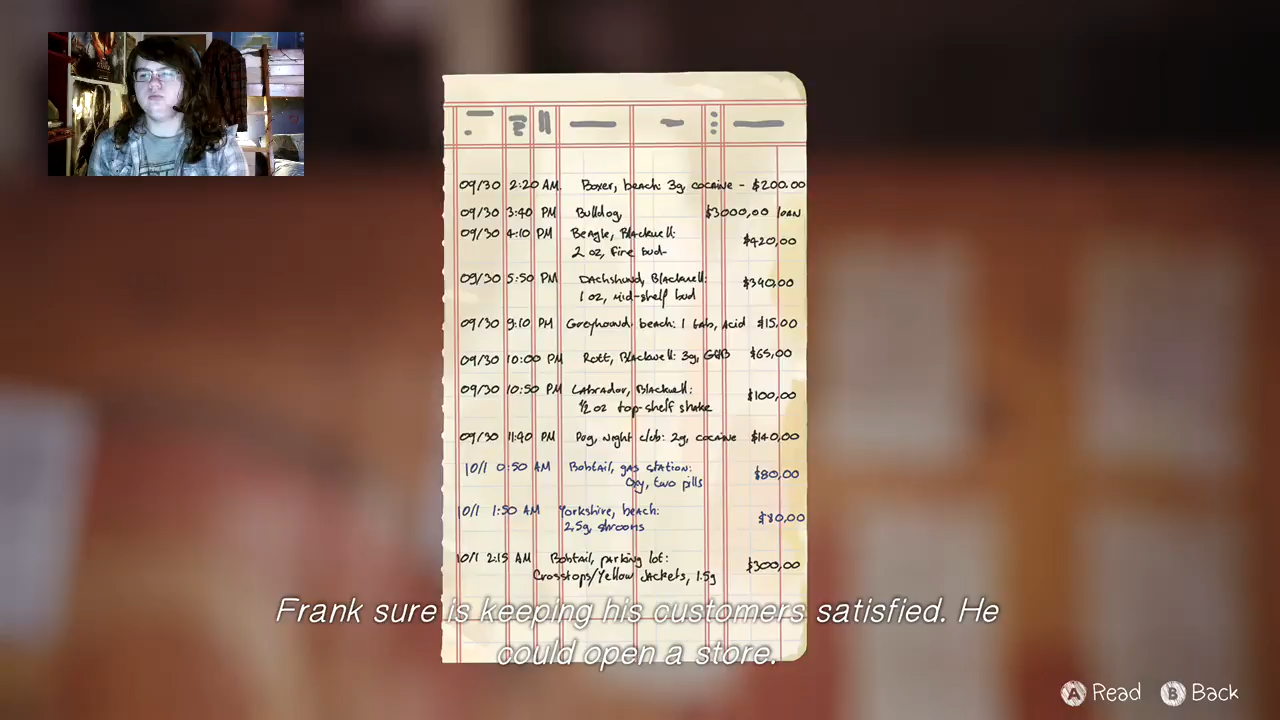 09/30 2:20 AM. Boxer, beach: 3g, cocaine - $200.00
09/30 3:40 PM Bulldog, $3000,00 loan
09/30 4:10 PM Beagle, Blackwell:
2 oz, fire bud- $420,00
09/30 5:50 PM Dachshund, Blackwell:
1 oz, mid-shelf bud $340,00
09/30 9:10 PM Greyhound, beach: 1 tab, Acid $15.00
09/30 10:00 PM Rott, Blackwell: 3g, GHB $65,00
09/30 10:50 PM Labrador, Blackwell:
1/2 oz top-shelf shake $100,00
09/30 11:40 PM Pug, night club: 2g, cocaine $140,00
10/1 0:50 AM Bobtail, gas station:
Oxy, two pills $80,00
10/1 1:50 AM Yorkshire, beach:
2,5g, shrooms
10/1 2:15 AM Bobtail, parking lot:
Crosstops/Yellow Jackets, 1.5g $300,00
Frank sure is keeping his customers satisfied. He
could open a store.
A Read B Back